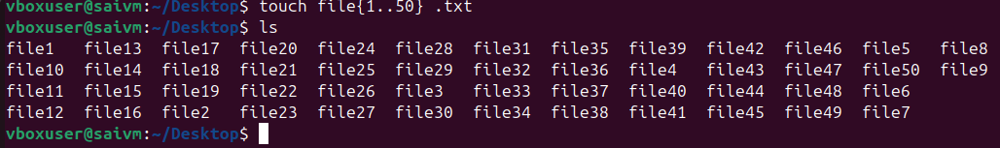 vboxuser@saivm:~/Desktop$ touch file{1..50} .txt
vboxuser@saivm:~/Desktop$ ls
file1 file13 file17 file20 file24 file28 file31 file35 file39 file42 file46 file5 file8
file10 file14 file18 file21 file25 file29 file32 file36 file4 file43 file47 file50 file9
file11 file15 file19 file22 file26 file3 file33 file37 file40 file44 file48 file6
file12 file16 file2 file23 file27 file30 file34 file38 file41 file45 file49 file7
vboxuser@saivm:~/Desktop$